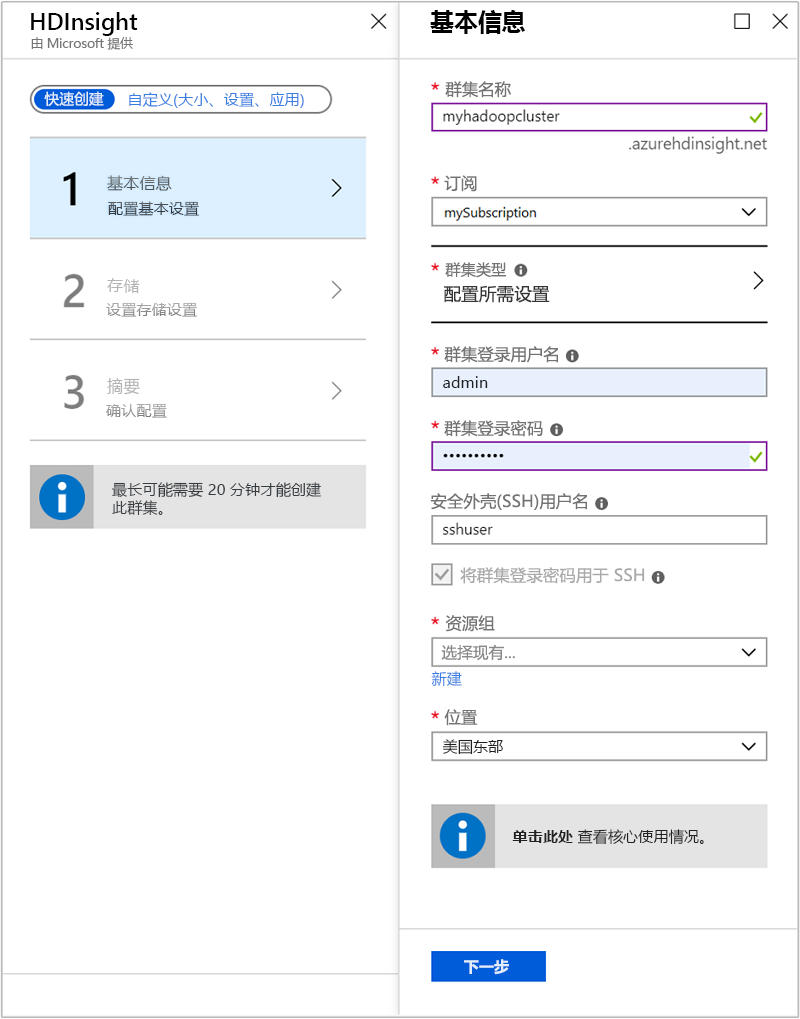 HDInsight
由 Microsoft 提供
快速创建
自定义(大小、设置、应用)
1
基本信息
配置基本设置
2
存储
设置存储设置
3
摘要
确认配置
最长可能需要 20 分钟才能创建
此群集。
基本信息
* 群集名称
myhadoopcluster
.azurehdinsight.net
* 订阅
mySubscription
* 群集类型
配置所需设置
* 群集登录用户名
admin
* 群集登录密码
••••••••••
安全外壳(SSH)用户名
sshuser
将群集登录密码用于 SSH
* 资源组
选择现有...
新建
* 位置
美国东部
单击此处 查看核心使用情况。
下一步